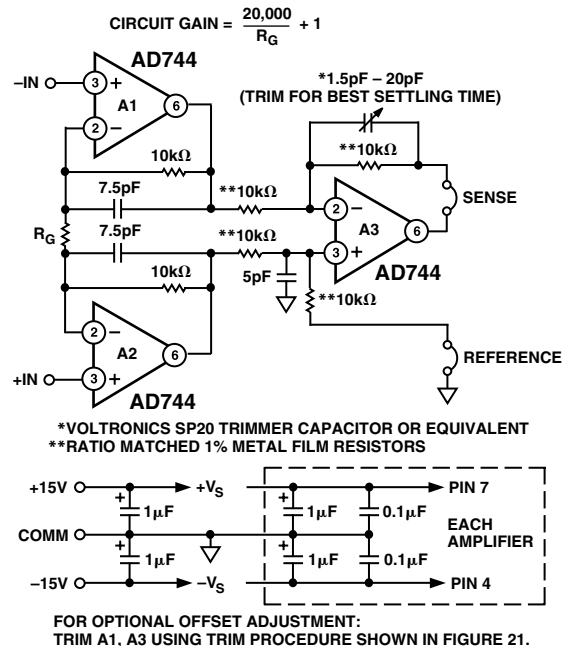 CIRCUIT GAIN = 20,000 / RG + 1
AD744
–IN
3
+
A1
6
2
–
10kΩ
7.5pF
RG
7.5pF
10kΩ
2
–
A2
6
+IN
3
+
AD744
*1.5pF – 20pF
(TRIM FOR BEST SETTLING TIME)
**10kΩ
**10kΩ
2
–
A3
6
SENSE
**10kΩ
3
+
AD744
5pF
**10kΩ
REFERENCE
*VOLTRONICS SP20 TRIMMER CAPACITOR OR EQUIVALENT
**RATIO MATCHED 1% METAL FILM RESISTORS
+15V
+VS
PIN 7
+
1µF
+
1µF
0.1µF
COMM
EACH
AMPLIFIER
+
1µF
+
1µF
0.1µF
–15V
–VS
PIN 4
FOR OPTIONAL OFFSET ADJUSTMENT:
TRIM A1, A3 USING TRIM PROCEDURE SHOWN IN FIGURE 21.